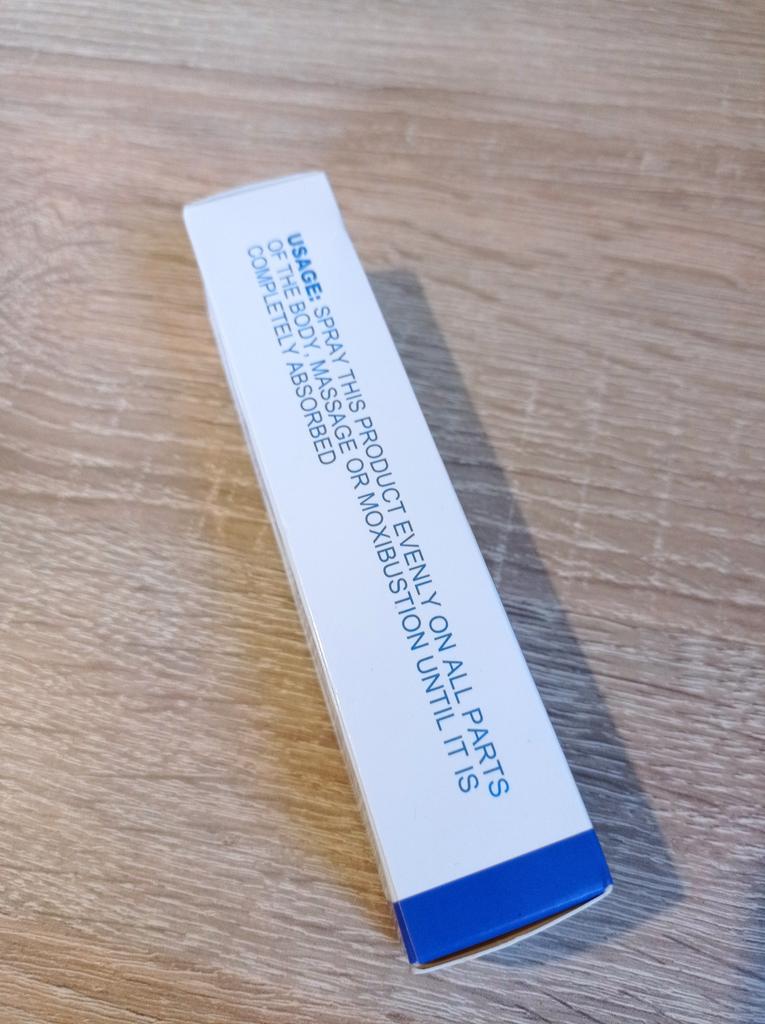 USAGE: SPRAY THIS PRODUCT EVENLY ON ALL PARTS
OF THE BODY, MASSAGE OR MOXIBUSTION UNTIL IT IS
COMPLETELY ABSORBED